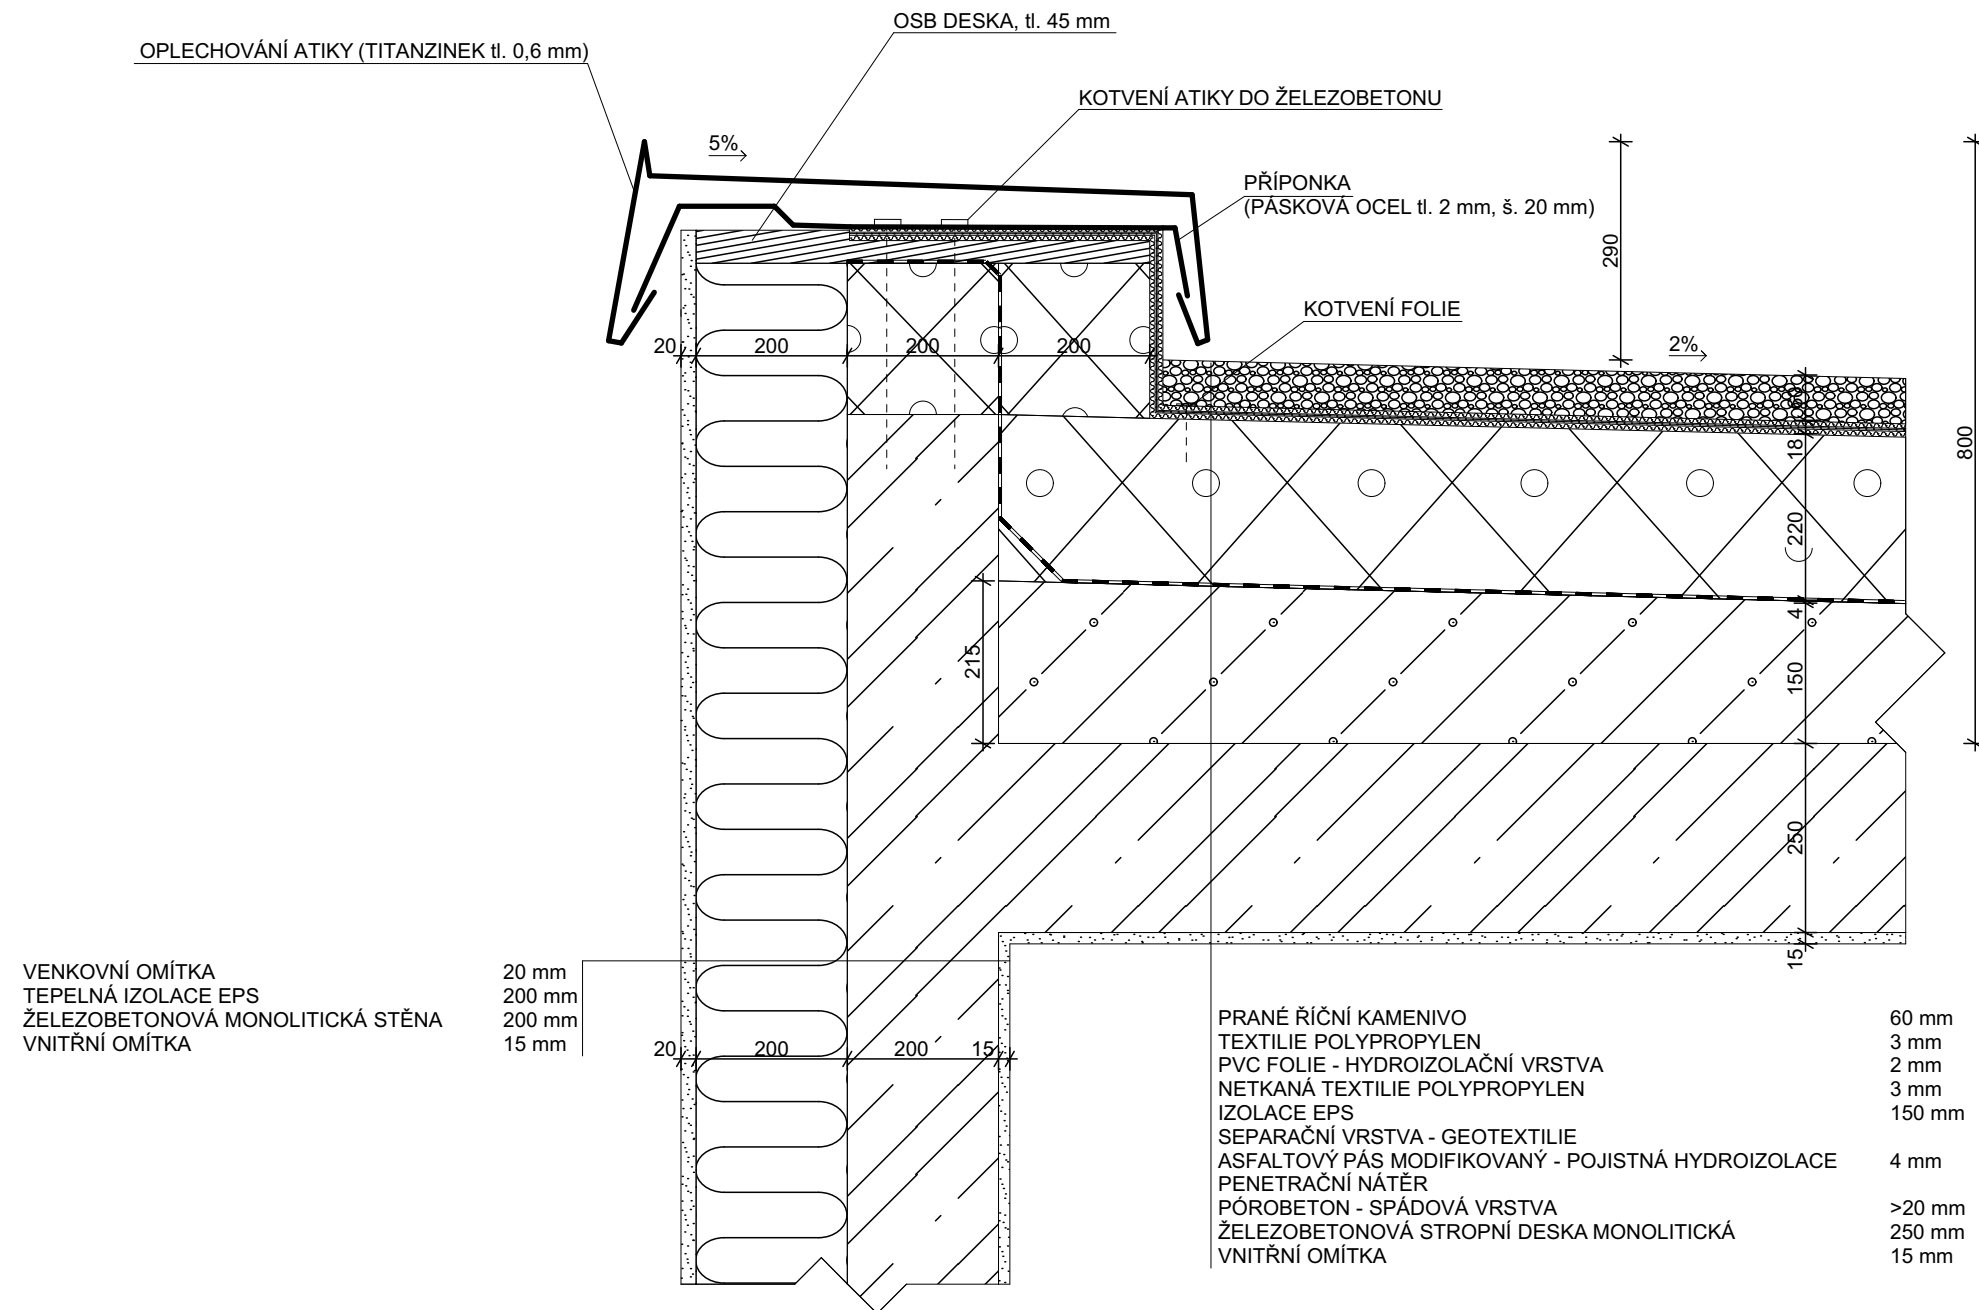 OSB DESKA, tl. 45 mm
OPLECHOVÁNÍ ATIKY (TITANZINEK tl. 0,6 mm)
KOTVENÍ ATIKY DO ŽELEZOBETONU
5%
PŘÍPONKA
(PÁSKOVÁ OCEL tl. 2 mm, š. 20 mm)
290
KOTVENÍ FOLIE
20
200
200
200
2%
60
18
800
220
4
215
150
250
15
VENKOVNÍ OMÍTKA 20 mm
TEPELNÁ IZOLACE EPS 200 mm
ŽELEZOBETONOVÁ MONOLITICKÁ STĚNA 200 mm
VNITŘNÍ OMÍTKA 15 mm
20
200
200
15
PRANÉ ŘÍČNÍ KAMENIVO 60 mm
TEXTILIE POLYPROPYLEN 3 mm
PVC FOLIE - HYDROIZOLAČNÍ VRSTVA 2 mm
NETKANÁ TEXTILIE POLYPROPYLEN 3 mm
IZOLACE EPS 150 mm
SEPARAČNÍ VRSTVA - GEOTEXTILIE
ASFALTOVÝ PÁS MODIFIKOVANÝ - POJISTNÁ HYDROIZOLACE 4 mm
PENETRAČNÍ NÁTĚR
PÓROBETON - SPÁDOVÁ VRSTVA >20 mm
ŽELEZOBETONOVÁ STROPNÍ DESKA MONOLITICKÁ 250 mm
VNITŘNÍ OMÍTKA 15 mm